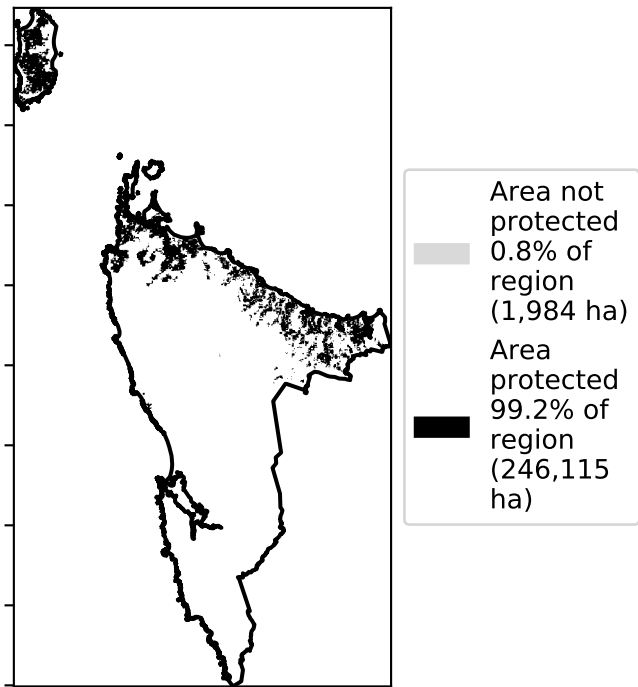 Area not
protected
0.8% of
region
(1,984 ha)
Area
protected
99.2% of
region
(246,115
ha)